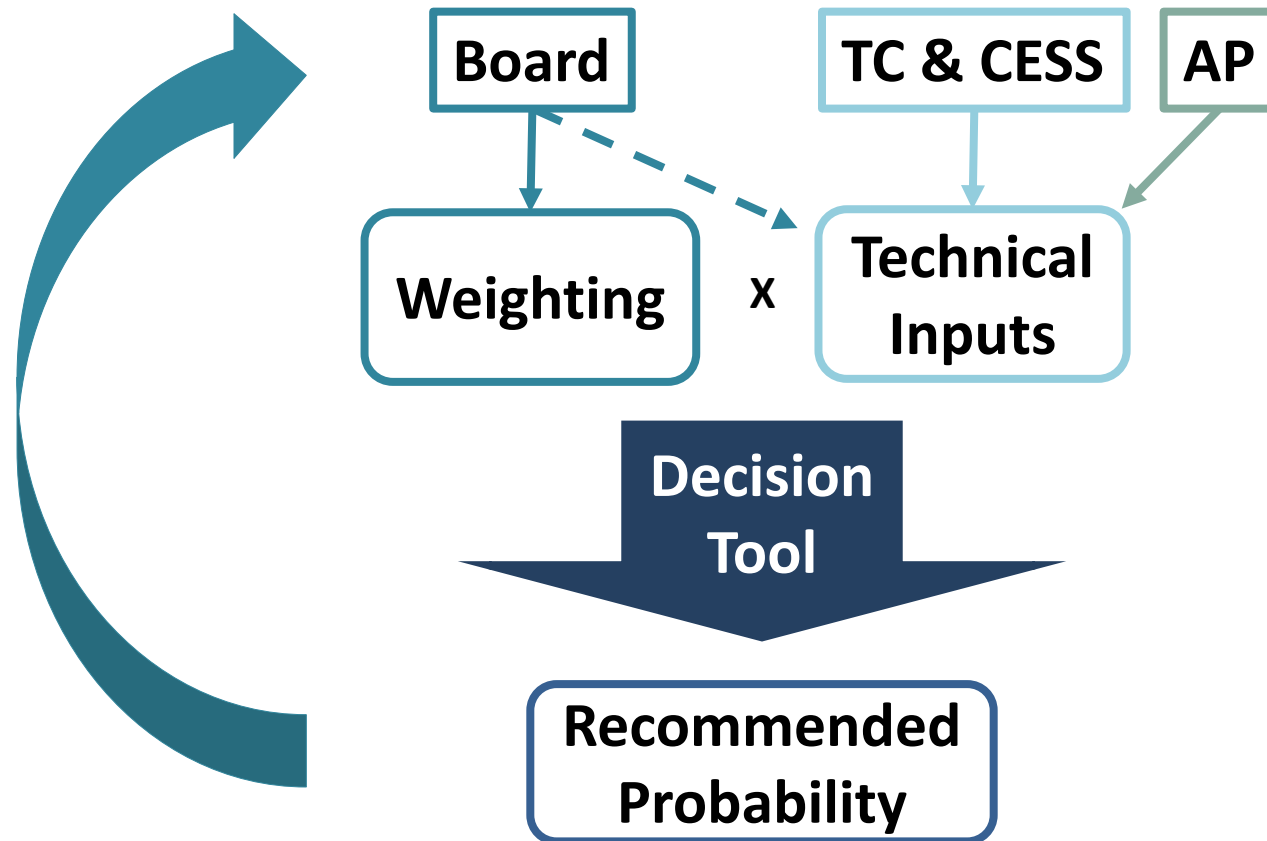 Board
TC & CESS
AP
Weighting
x
Technical
Inputs
Decision
Tool
Recommended
Probability